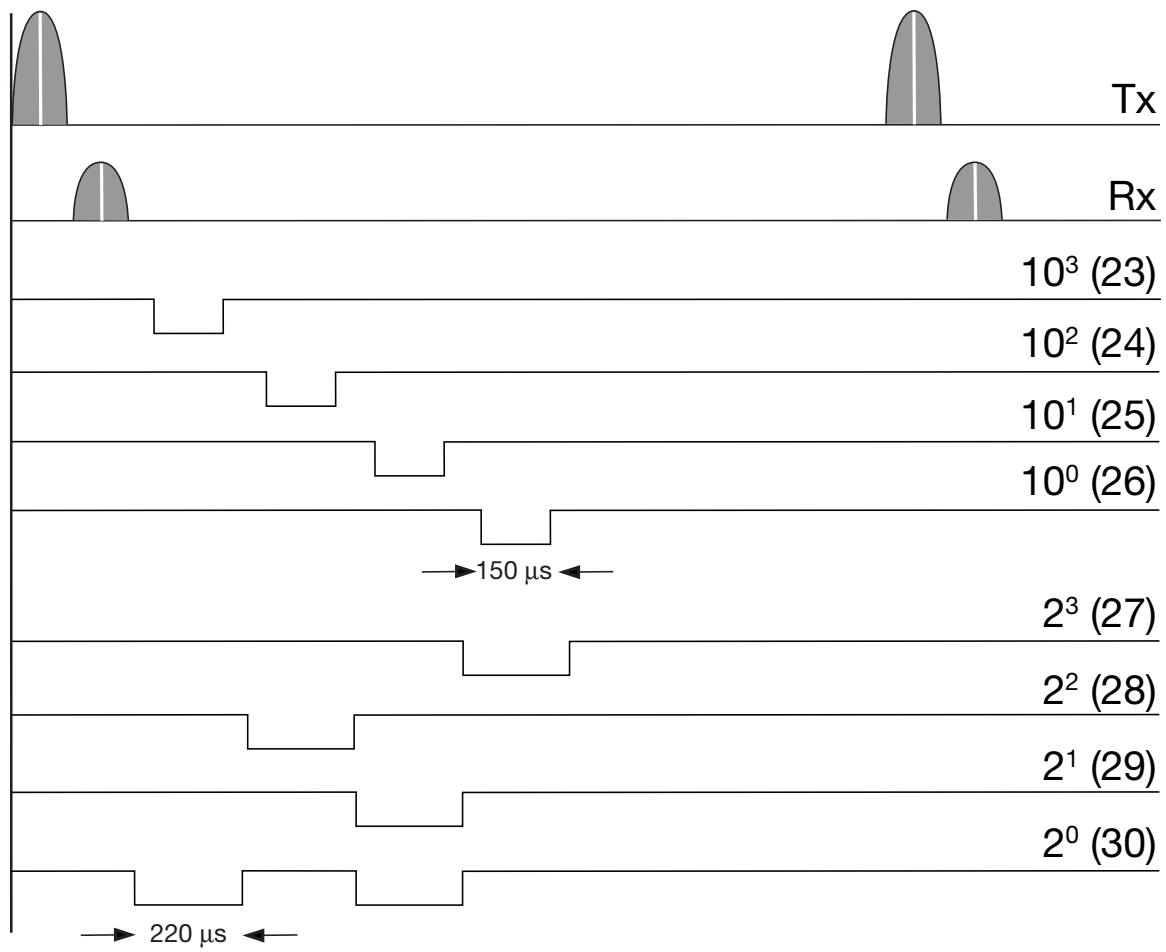 Tx
Rx
10³ (23)
10² (24)
10¹ (25)
10⁰ (26)
150 µs
2³ (27)
2² (28)
2¹ (29)
2⁰ (30)
220 µs